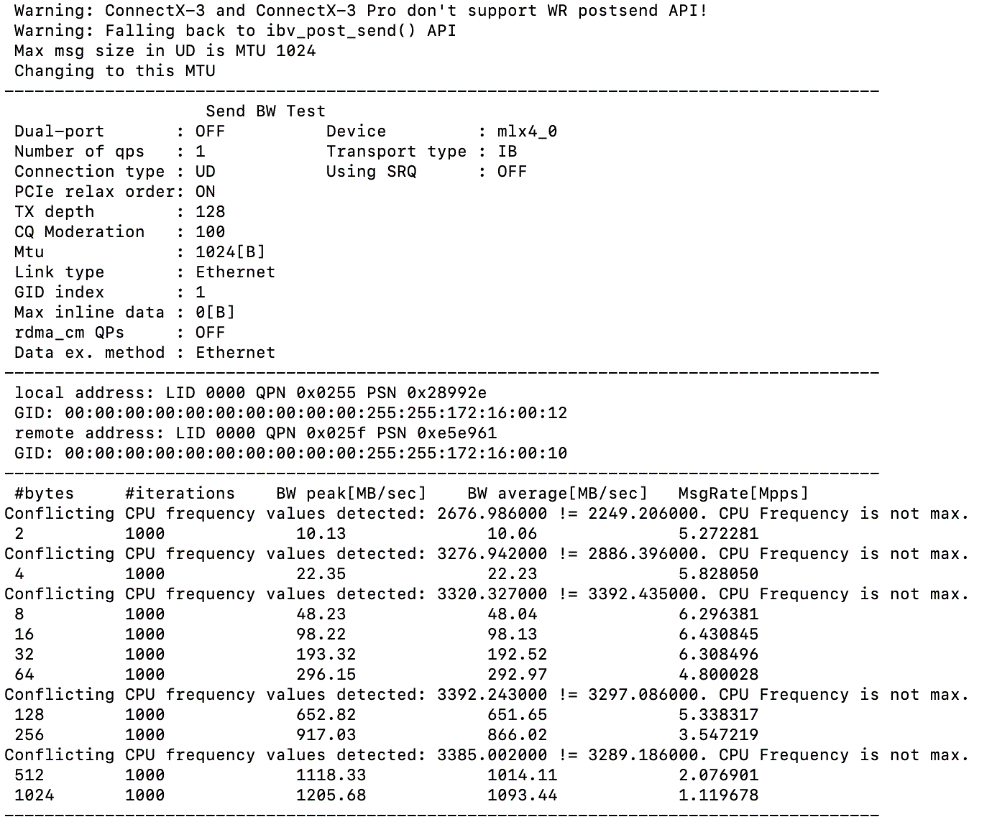 Warning: ConnectX-3 and ConnectX-3 Pro don't support WR postsend API!
Warning: Falling back to ibv_post_send() API
Max msg size in UD is MTU 1024
Changing to this MTU
---------------------------------------------------------------------------------------
Send BW Test
Dual-port       : OFF          Device         : mlx4_0
Number of qps   : 1            Transport type : IB
Connection type : UD           Using SRQ      : OFF
PCIe relax order: ON
TX depth        : 128
CQ Moderation   : 100
Mtu             : 1024[B]
Link type       : Ethernet
GID index       : 1
Max inline data : 0[B]
rdma_cm QPs     : OFF
Data ex. method : Ethernet
---------------------------------------------------------------------------------------
local address: LID 0000 QPN 0x0255 PSN 0x28992e
GID: 00:00:00:00:00:00:00:00:00:00:255:255:172:16:00:12
remote address: LID 0000 QPN 0x025f PSN 0xe5e961
GID: 00:00:00:00:00:00:00:00:00:00:255:255:172:16:00:10
---------------------------------------------------------------------------------------
#bytes     #iterations    BW peak[MB/sec]    BW average[MB/sec]   MsgRate[Mpps]
Conflicting CPU frequency values detected: 2676.986000 != 2249.206000. CPU Frequency is not max.
2          1000             10.13              10.06              5.272281
Conflicting CPU frequency values detected: 3276.942000 != 2886.396000. CPU Frequency is not max.
4          1000             22.35              22.23              5.828050
Conflicting CPU frequency values detected: 3320.327000 != 3392.435000. CPU Frequency is not max.
8          1000             48.23              48.04              6.296381
16         1000             98.22              98.13              6.430845
32         1000             193.32             192.52             6.308496
64         1000             296.15             292.97             4.800028
Conflicting CPU frequency values detected: 3392.243000 != 3297.086000. CPU Frequency is not max.
128        1000             652.82             651.65             5.338317
256        1000             917.03             866.02             3.547219
Conflicting CPU frequency values detected: 3385.002000 != 3289.186000. CPU Frequency is not max.
512        1000             1118.33            1014.11            2.076901
1024       1000             1205.68            1093.44            1.119678
---------------------------------------------------------------------------------------